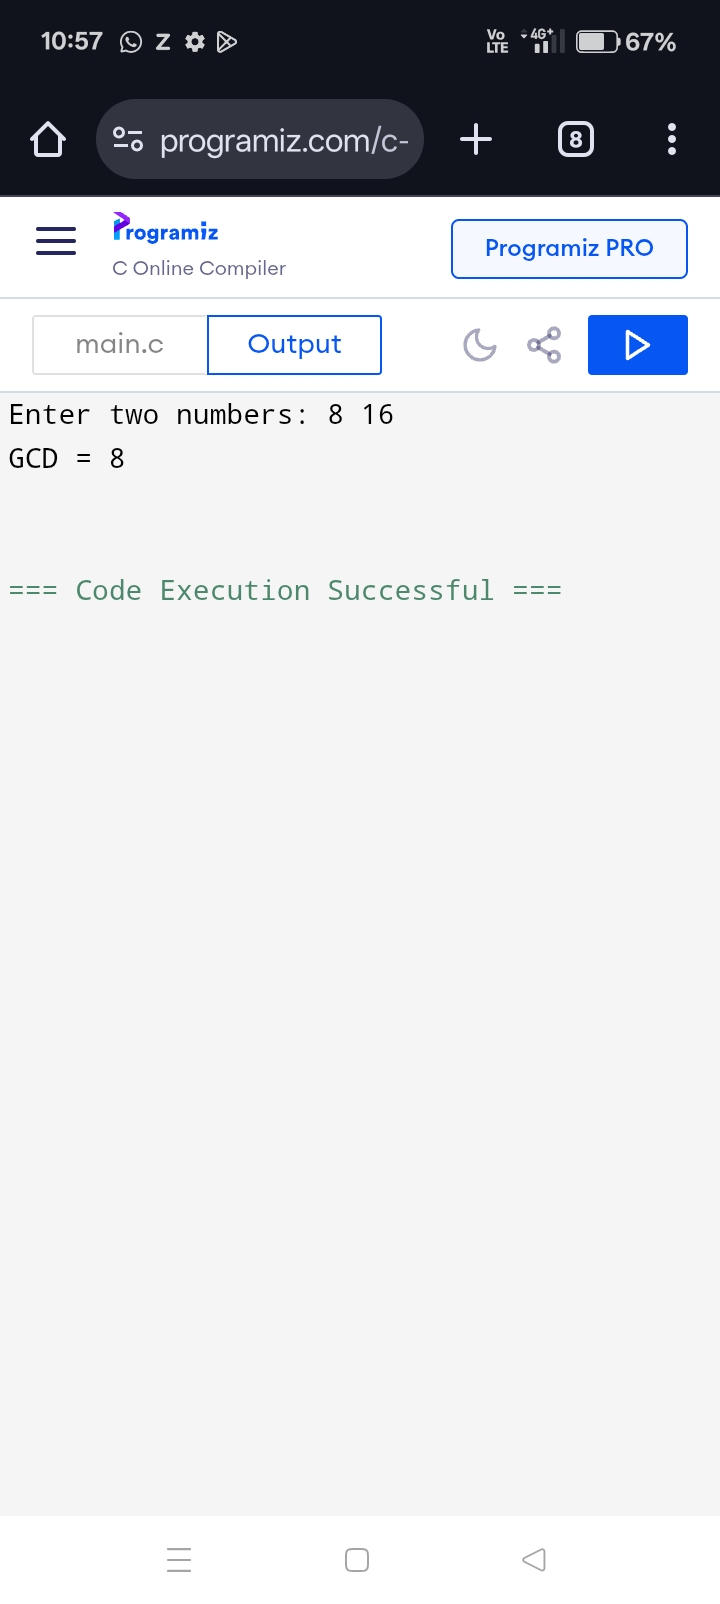 10:57 Z Vo LTE 4G+ 67%
programiz.com/c- 8
Programiz
C Online Compiler
Programiz PRO
main.c Output
Enter two numbers: 8 16
GCD = 8
=== Code Execution Successful ===